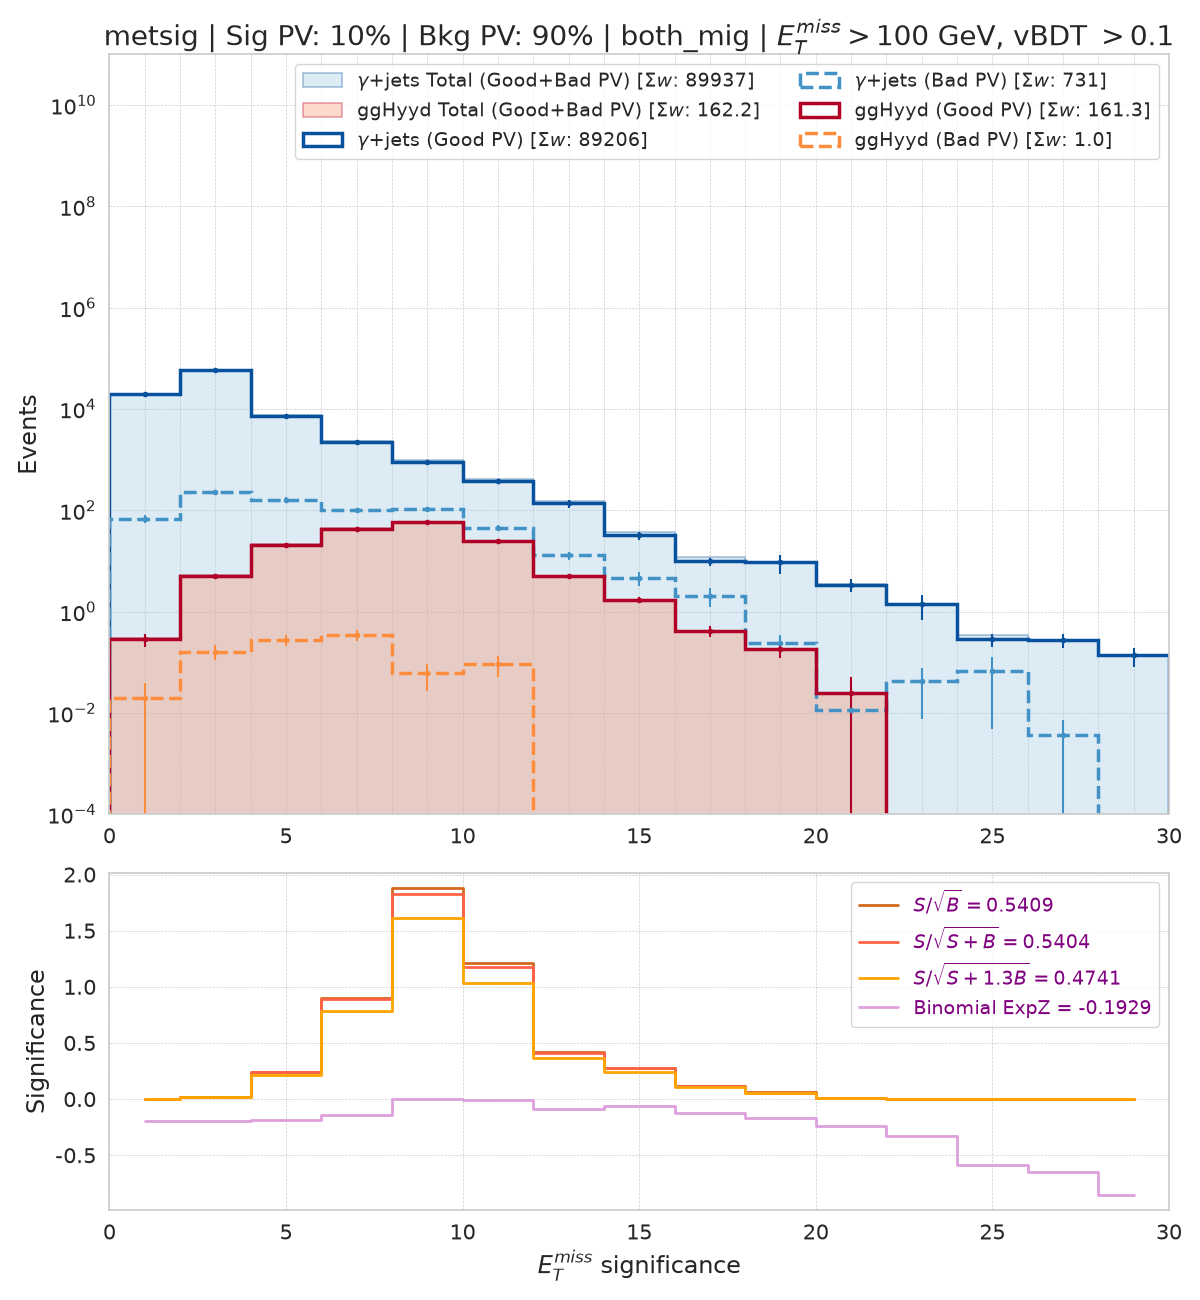 metsig | Sig PV: 10% | Bkg PV: 90% | both_mig | $E_T^{miss} > 100$ GeV, vBDT $> 0.1$
γ+jets Total (Good+Bad PV) [Σw: 89937]
ggHyyd Total (Good+Bad PV) [Σw: 162.2]
γ+jets (Good PV) [Σw: 89206]
γ+jets (Bad PV) [Σw: 731]
ggHyyd (Good PV) [Σw: 161.3]
ggHyyd (Bad PV) [Σw: 1.0]
Events
10^10
10^8
10^6
10^4
10^2
10^0
10^−2
10^−4
0 5 10 15 20 25 30
Significance
2.0
1.5
1.0
0.5
0.0
-0.5
$S/\sqrt{B} = 0.5409$
$S/\sqrt{S + B} = 0.5404$
$S/\sqrt{S + 1.3B} = 0.4741$
Binomial ExpZ = -0.1929
0 5 10 15 20 25 30
$E_T^{miss}$ significance